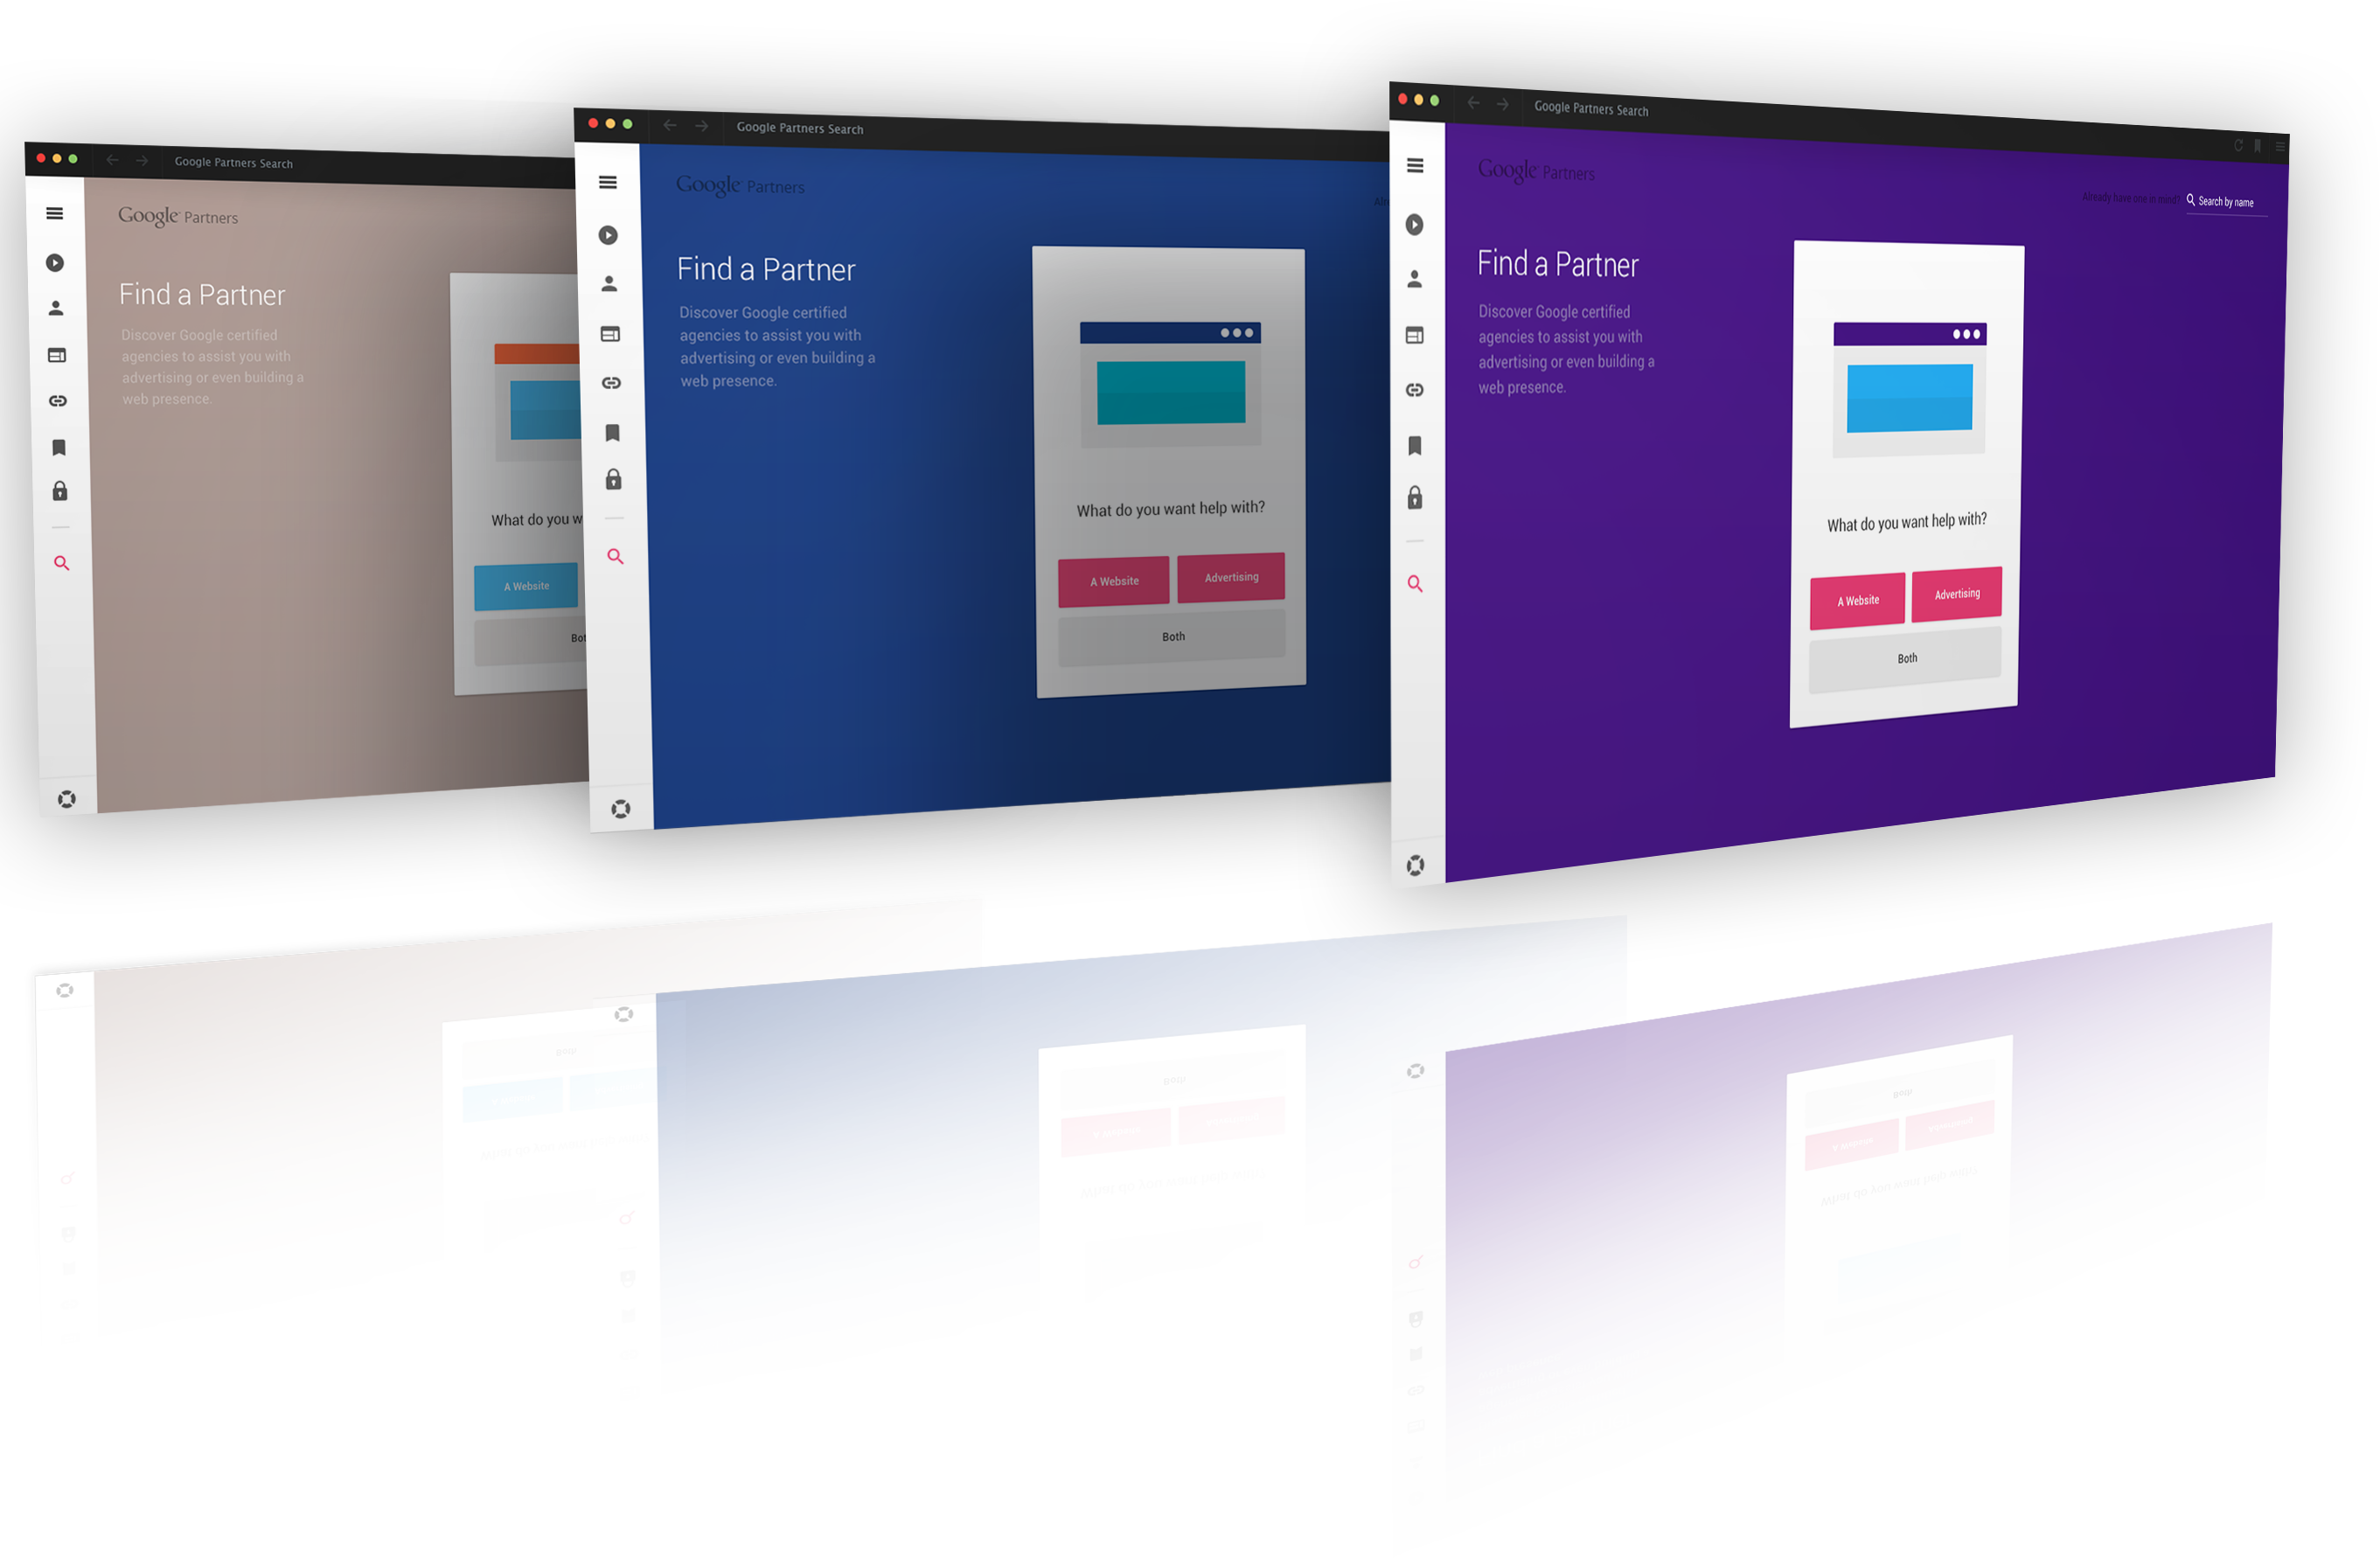 Google Partners Search
Google Partners
Find a Partner
Discover Google certified
agencies to assist you with
advertising or even building a
web presence.
What do you w
A Website
Bot
Google Partners Search
Google Partners
Alr
Find a Partner
Discover Google certified
agencies to assist you with
advertising or even building a
web presence.
What do you want help with?
A Website
Advertising
Both
Google Partners Search
Google Partners
Already have one in mind?
Search by name
Find a Partner
Discover Google certified
agencies to assist you with
advertising or even building a
web presence.
What do you want help with?
A Website
Advertising
Both